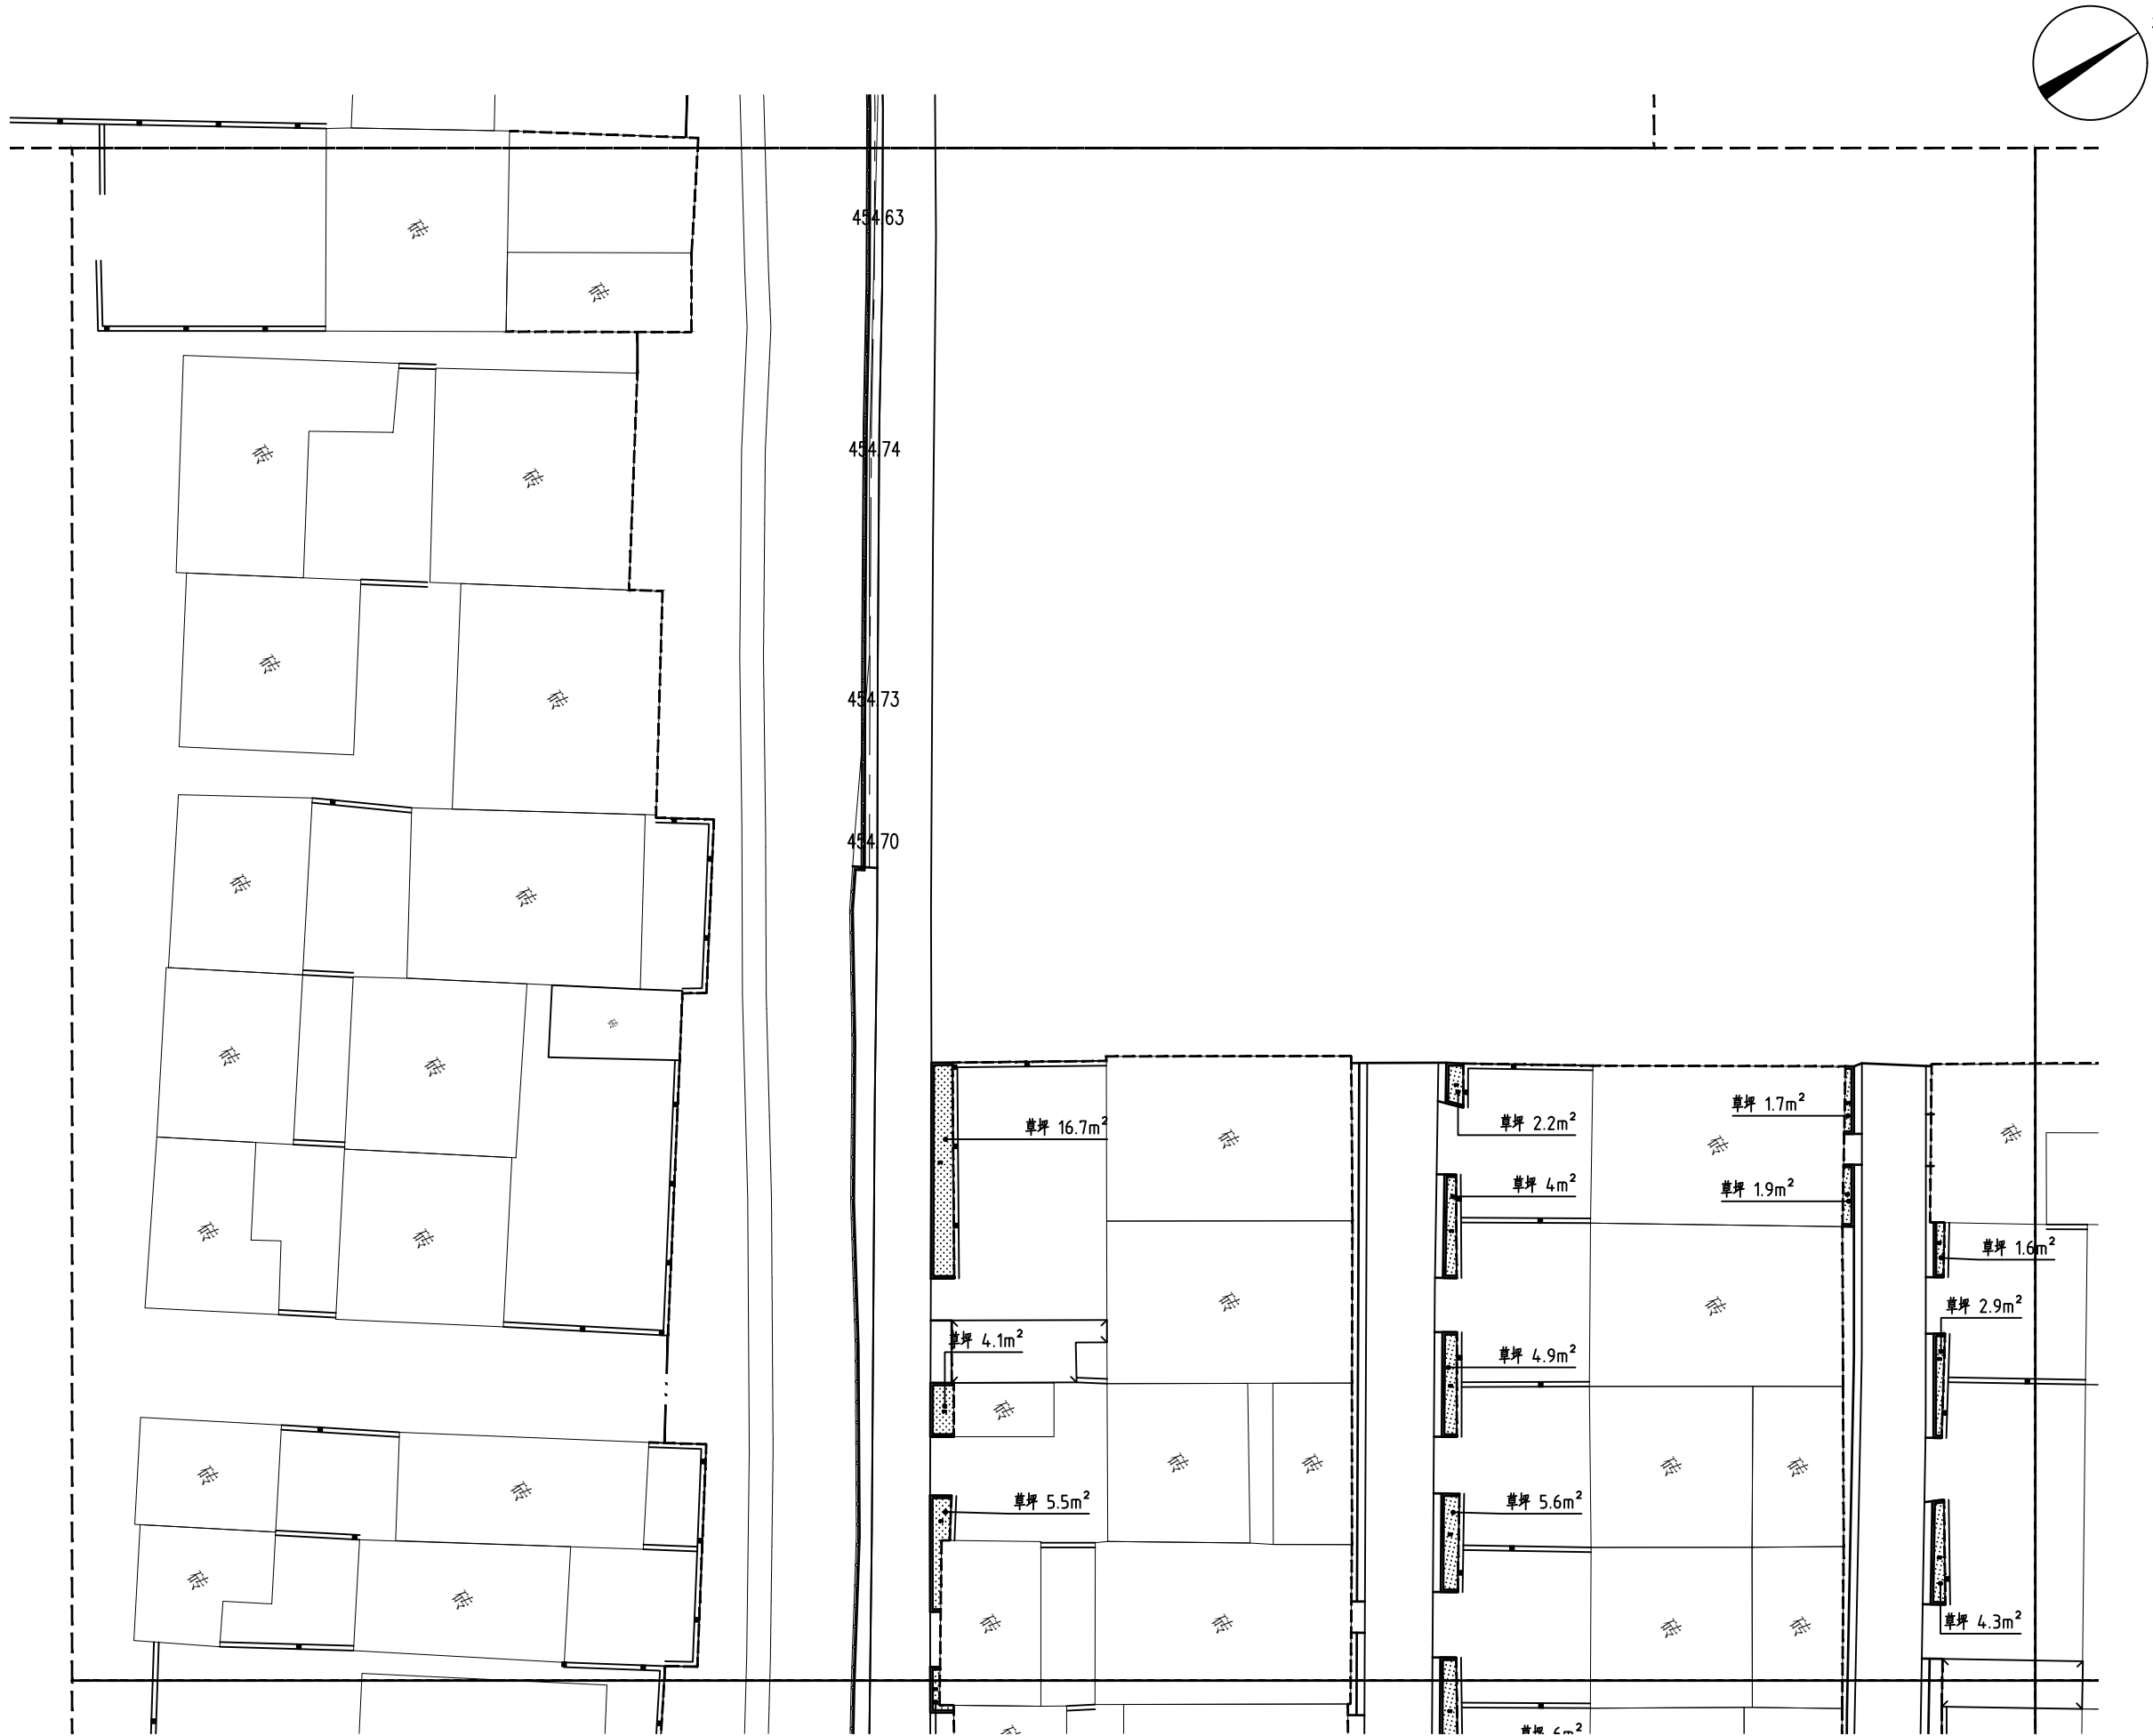 454.63
砖
砖
454.74
砖
砖
砖
454.73
砖
454.70
砖
砖
砖
砖
砖
草坪 1.7m²
草坪 2.2m²
草坪 16.7m²
砖
砖
砖
草坪 4m²
草坪 1.9m²
砖
砖
草坪 1.6m²
砖
砖
草坪 2.9m²
草坪 4.1m²
草坪 4.9m²
砖
砖
砖
砖
砖
砖
砖
草坪 5.5m²
草坪 5.6m²
砖
砖
砖
砖
砖
砖
草坪 4.3m²